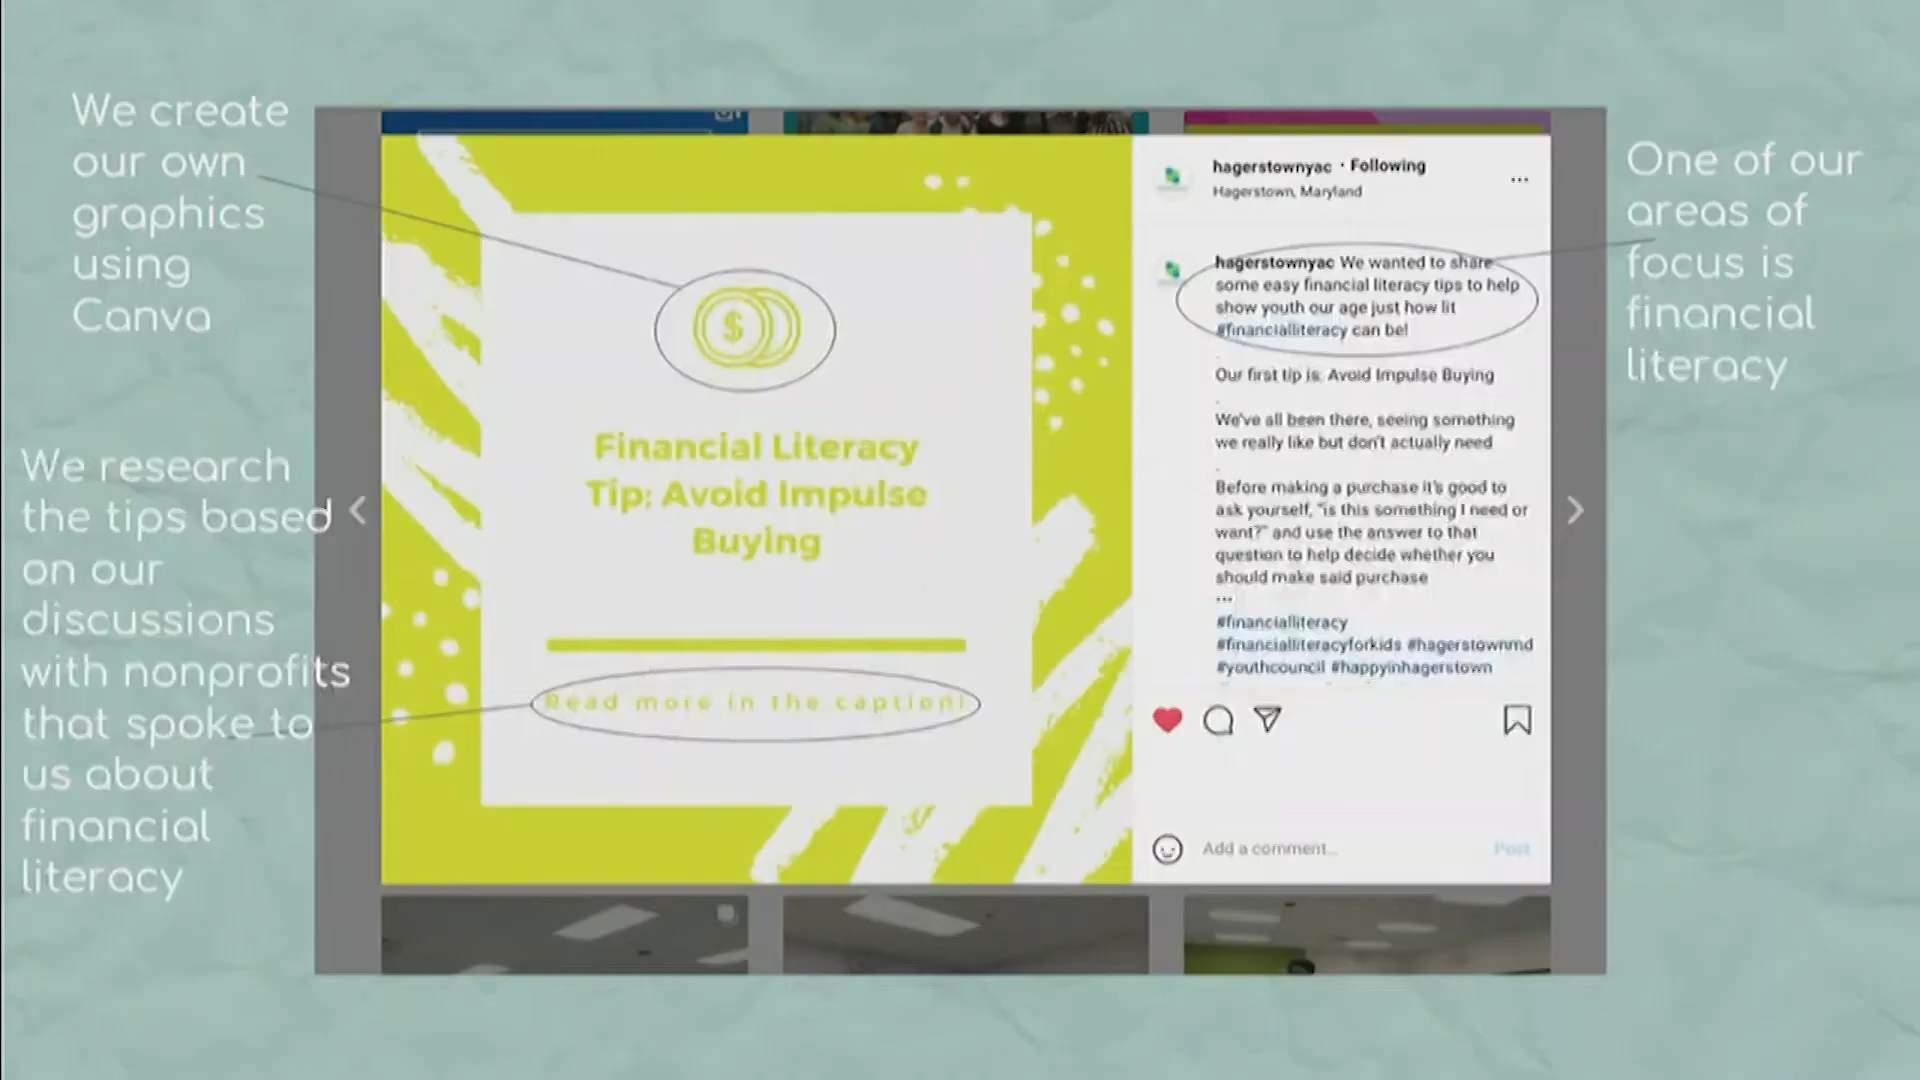 We create
our own
graphics
using
Canva
We research
the tips based
on our
discussions
with nonprofits
that spoke to
us about
financial
literacy
$
Financial Literacy
Tip: Avoid Impulse
Buying
Read more in the caption!
hagerstownyac · Following
Hagerstown, Maryland
...
hagerstownyac We wanted to share
some easy financial literacy tips to help
show youth our age just how lit
#financialliteracy can be!
.
Our first tip is: Avoid Impulse Buying
.
We've all been there, seeing something
we really like but don't actually need
.
Before making a purchase it's good to
ask yourself, "is this something I need or
want?" and use the answer to that
question to help decide whether you
should make said purchase
...
#financialliteracy
#financialliteracyforkids #hagerstownmd
#youthcouncil #happyinhagerstown
Add a comment...
Post
One of our
areas of
focus is
financial
literacy